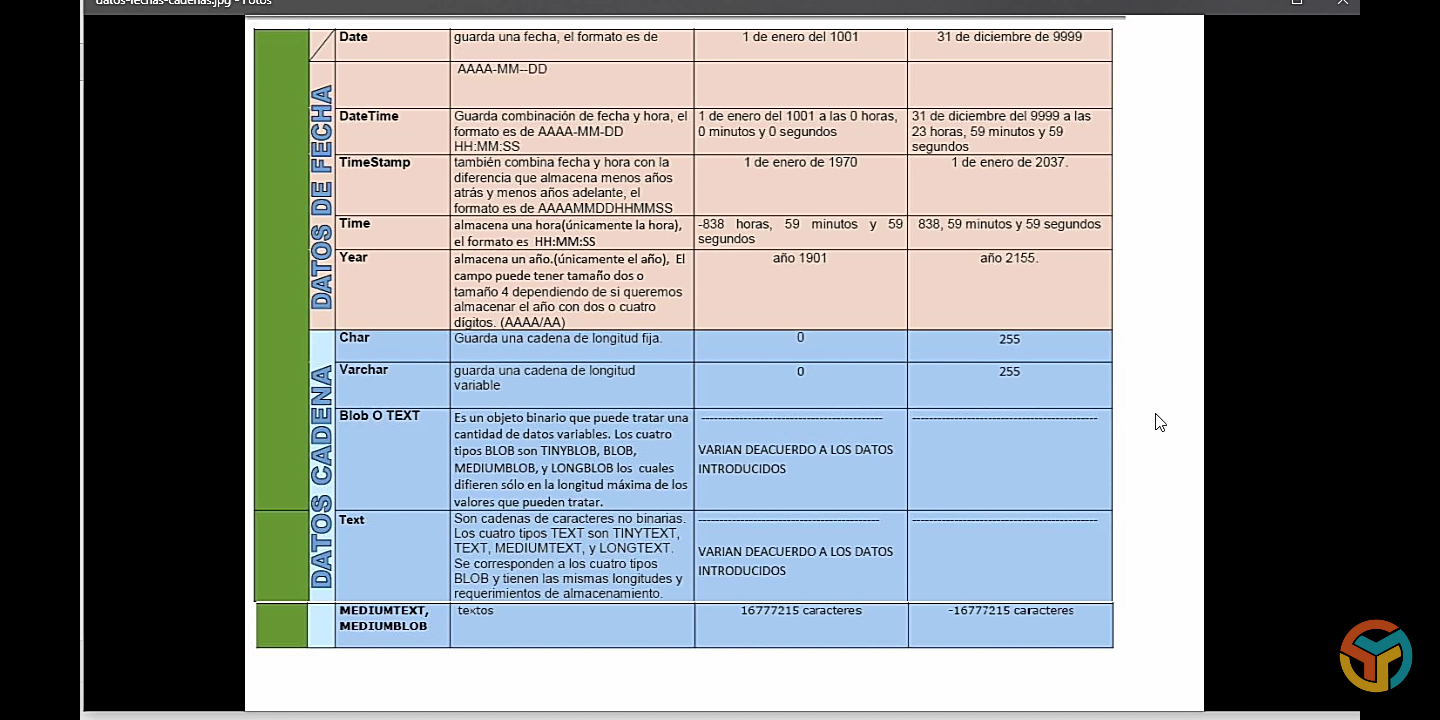 datos-fechas-cadenas.jpg - Fotos
DATOS DE FECHA
Date
guarda una fecha, el formato es de
1 de enero del 1001
31 de diciembre de 9999
AAAA-MM--DD
DateTime
Guarda combinación de fecha y hora, el
formato es de AAAA-MM-DD
HH:MM:SS
1 de enero del 1001 a las 0 horas,
0 minutos y 0 segundos
31 de diciembre del 9999 a las
23 horas, 59 minutos y 59
segundos
TimeStamp
también combina fecha y hora con la
diferencia que almacena menos años
atrás y menos años adelante, el
formato es de AAAAMMDDHHMMSS
1 de enero de 1970
1 de enero de 2037.
Time
almacena una hora(únicamente la hora),
el formato es HH:MM:SS
-838 horas, 59 minutos y 59
segundos
838, 59 minutos y 59 segundos
Year
almacena un año.(únicamente el año), El
campo puede tener tamaño dos o
tamaño 4 dependiendo de si queremos
almacenar el año con dos o cuatro
dígitos. (AAAA/AA)
año 1901
año 2155.
DATOS CADENA
Char
Guarda una cadena de longitud fija.
0
255
Varchar
guarda una cadena de longitud
variable
0
255
Blob O TEXT
Es un objeto binario que puede tratar una
cantidad de datos variables. Los cuatro
tipos BLOB son TINYBLOB, BLOB,
MEDIUMBLOB, y LONGBLOB los cuales
difieren sólo en la longitud máxima de los
valores que pueden tratar.
--------------------------------------------
VARIAN DEACUERDO A LOS DATOS
INTRODUCIDOS
---------------------------------------------
Text
Son cadenas de caracteres no binarias.
Los cuatro tipos TEXT son TINYTEXT,
TEXT, MEDIUMTEXT, y LONGTEXT.
Se corresponden a los cuatro tipos
BLOB y tienen las mismas longitudes y
requerimientos de almacenamiento.
--------------------------------------------
VARIAN DEACUERDO A LOS DATOS
INTRODUCIDOS
---------------------------------------------
MEDIUMTEXT,
MEDIUMBLOB
textos
16777215 caracteres
-16777215 caracteres